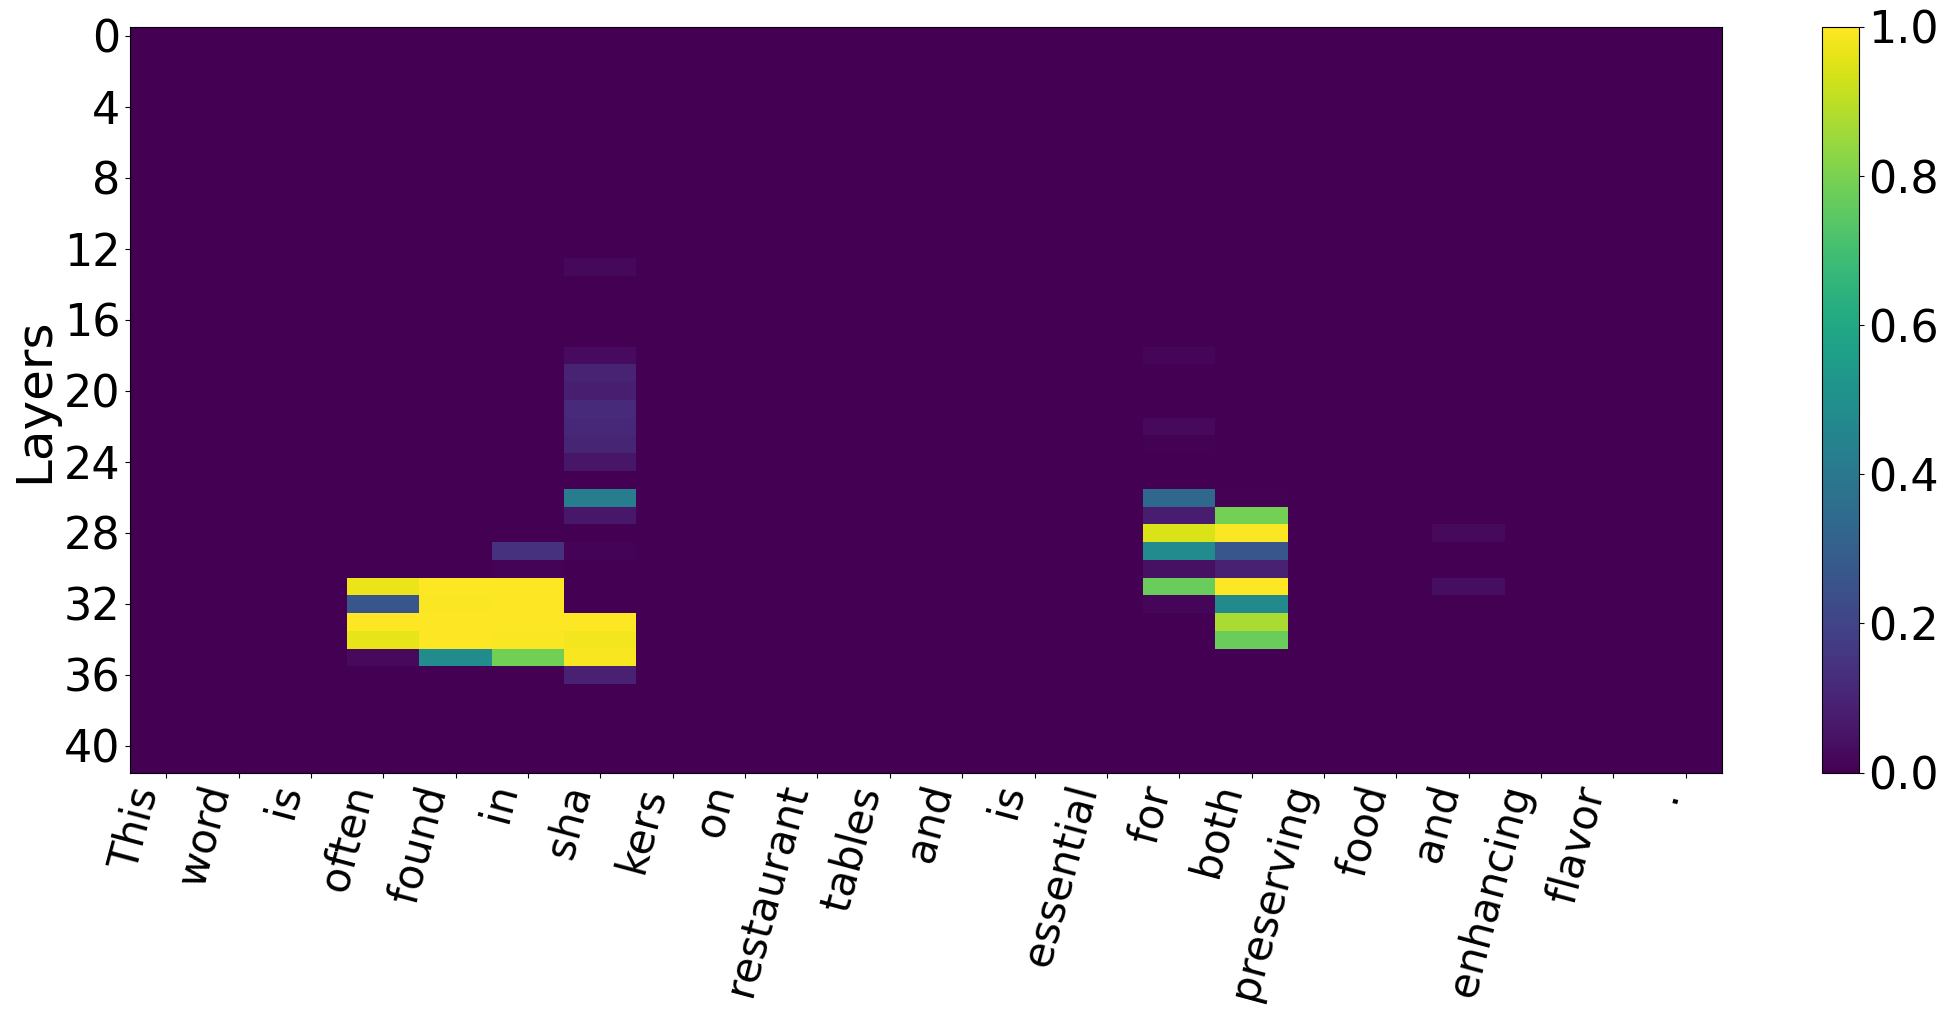 0
4
8
12
16
20
24
28
32
36
40
Layers
This
word
is
often
found
in
sha
kers
on
restaurant
tables
and
is
essential
for
both
preserving
food
and
enhancing
flavor
.
1.0
0.8
0.6
0.4
0.2
0.0